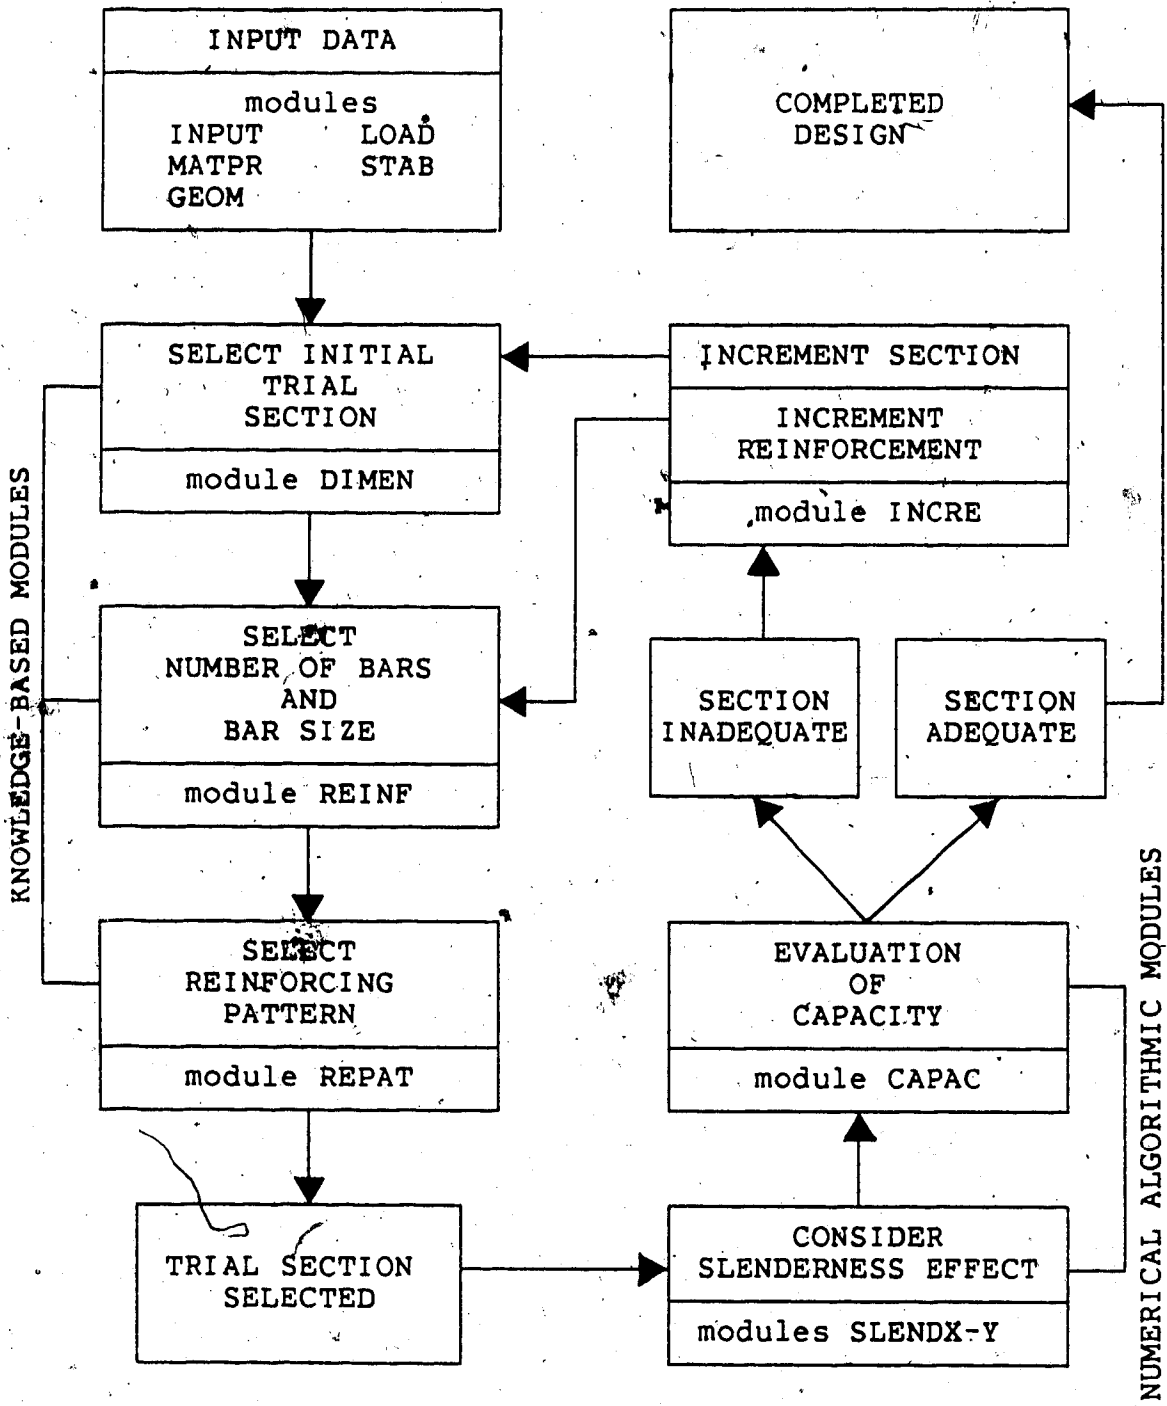 INPUT DATA
modules
INPUT LOAD
MATPR STAB
GEOM
SELECT INITIAL
TRIAL
SECTION
module DIMEN
SELECT
NUMBER OF BARS
AND
BAR SIZE
module REINF
SELECT
REINFORCING
PATTERN
module REPAT
TRIAL SECTION
SELECTED
KNOWLEDGE-BASED MODULES
COMPLETED
DESIGN
INCREMENT SECTION
INCREMENT
REINFORCEMENT
module INCRE
SECTION
INADEQUATE
SECTION
ADEQUATE
EVALUATION
OF
CAPACITY
module CAPAC
CONSIDER
SLENDERNESS EFFECT
modules SLENDX-Y
NUMERICAL ALGORITHMIC MODULES